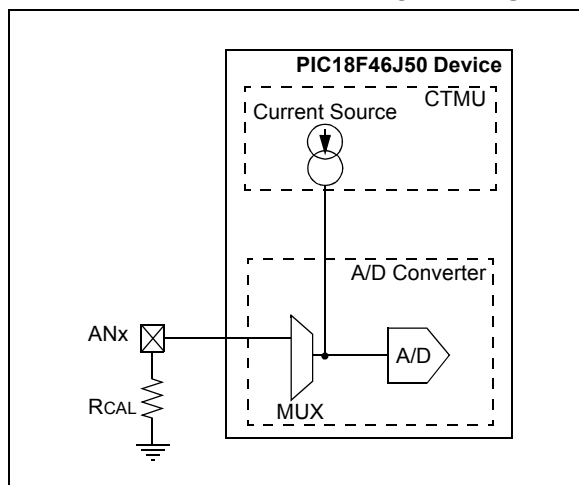 PIC18F46J50 Device
CTMU
Current Source
A/D Converter
ANx
A/D
RCAL
MUX